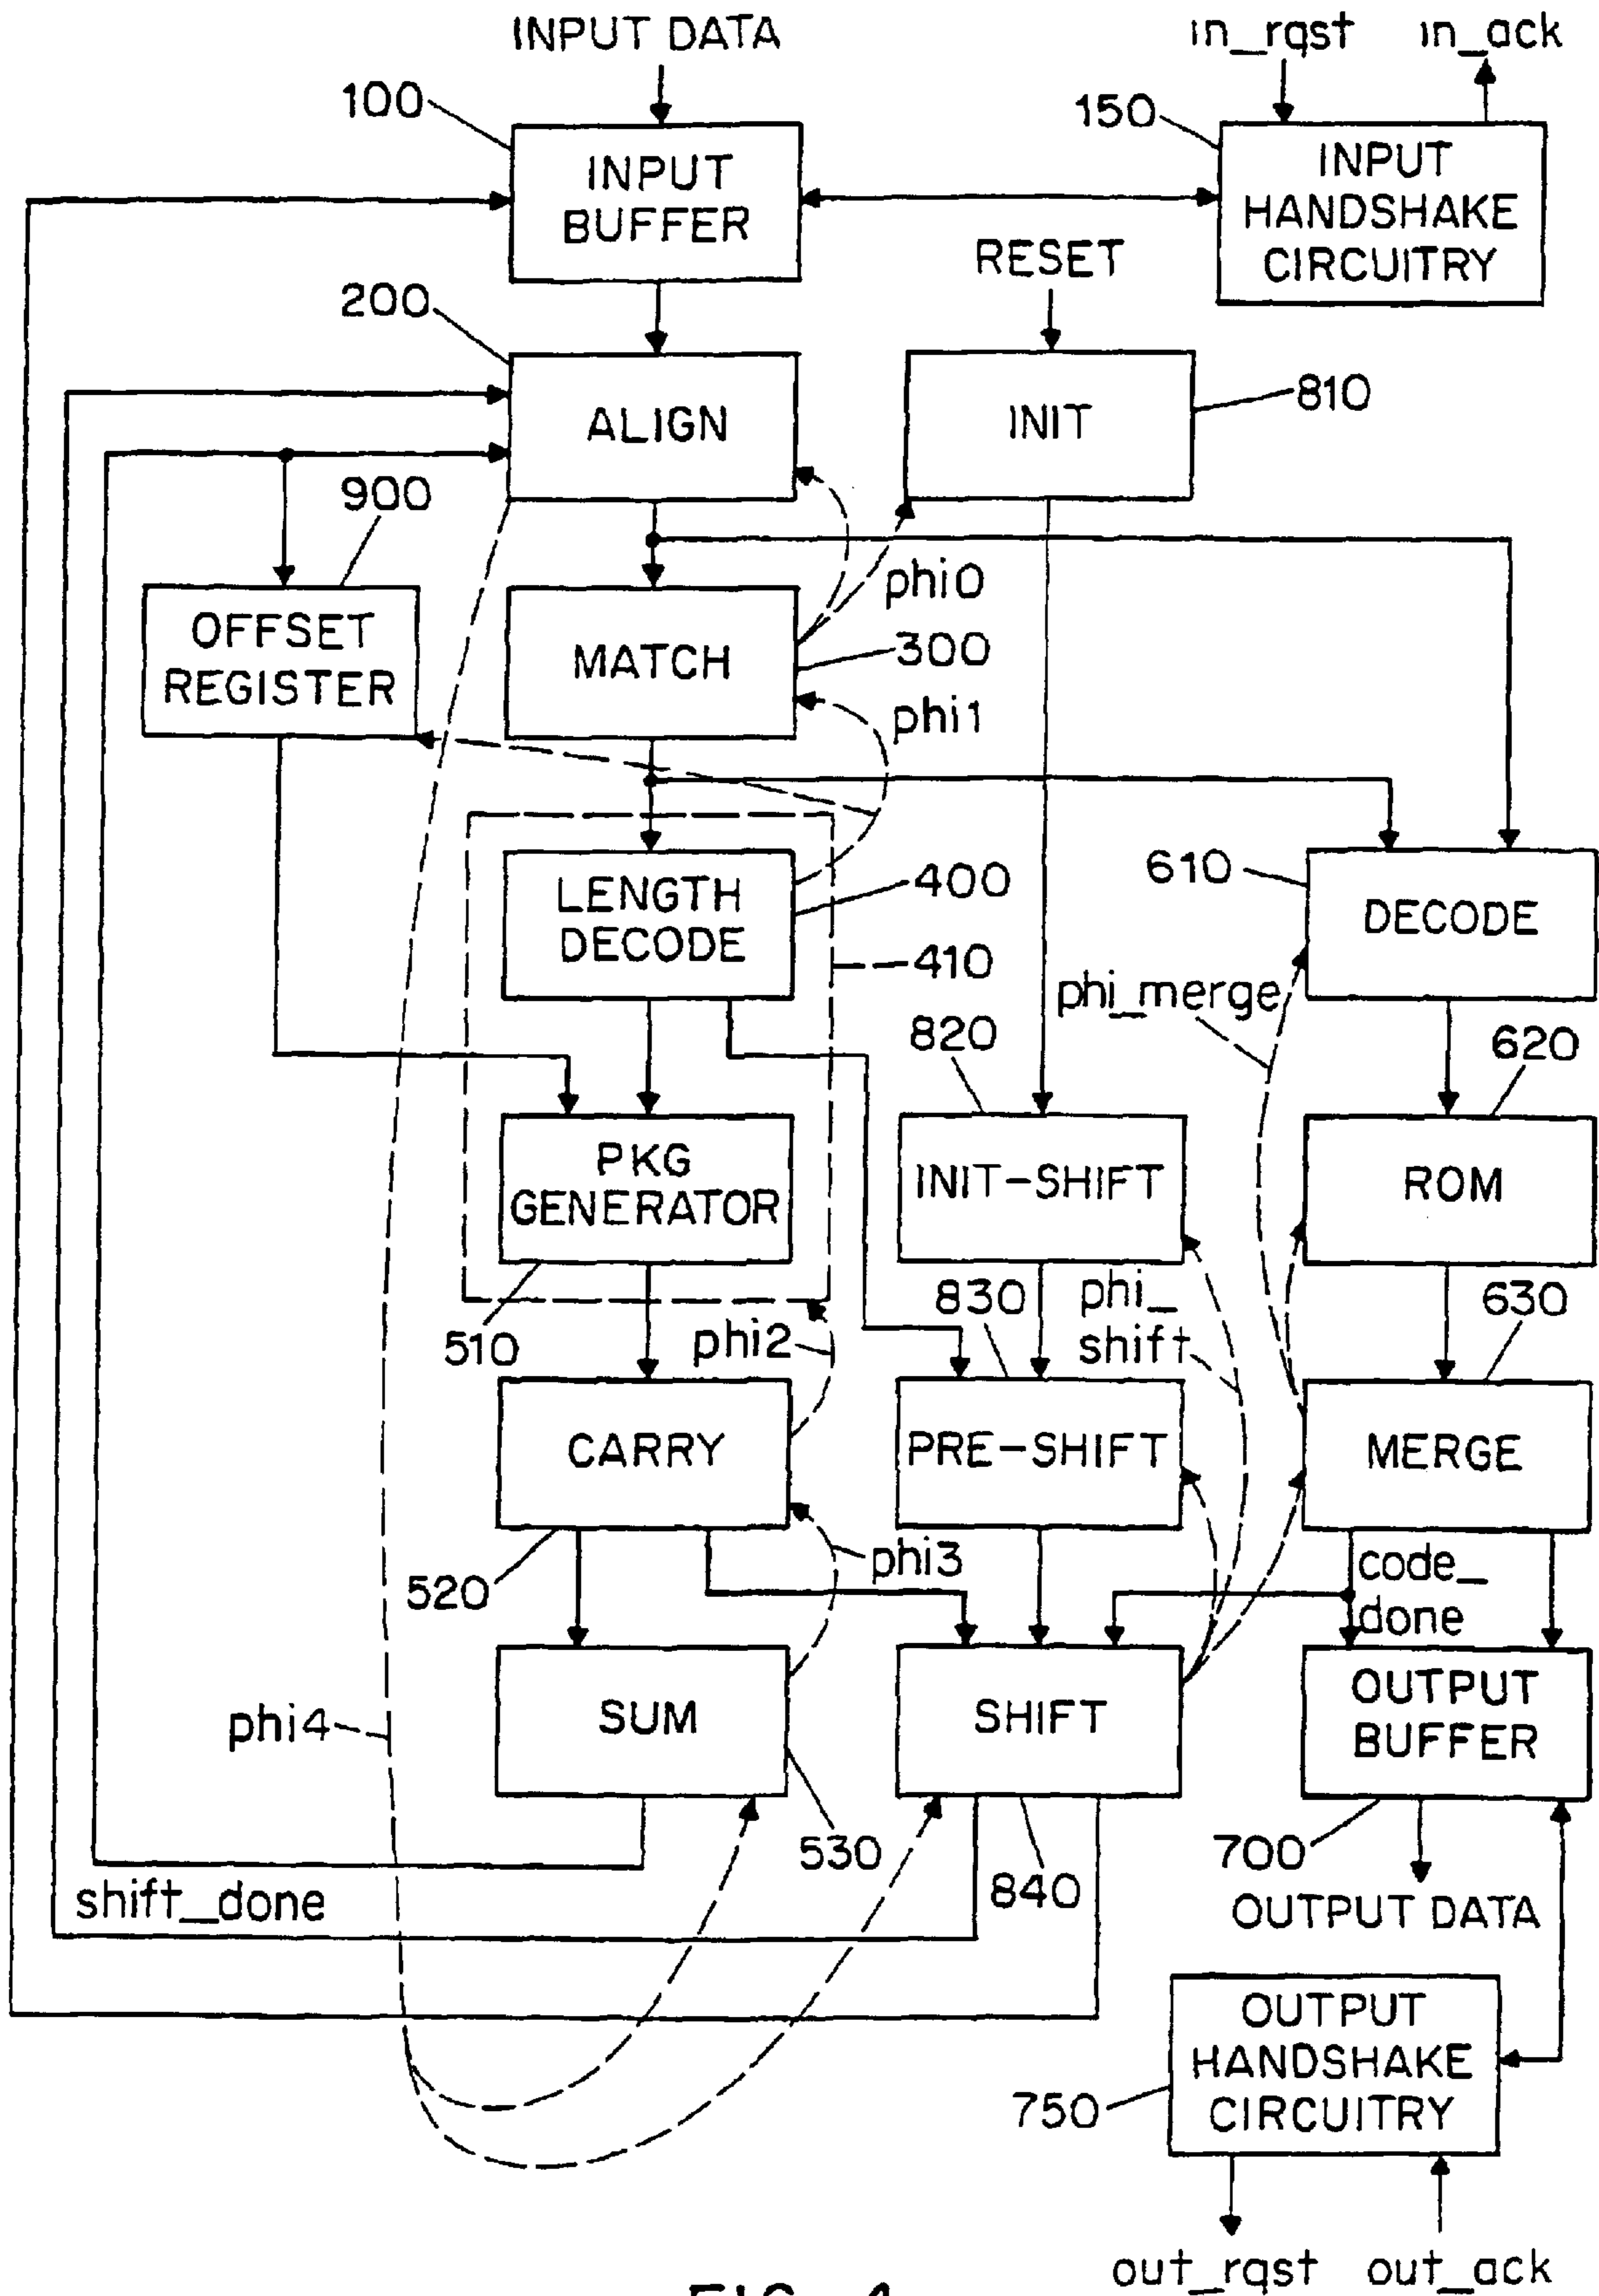 INPUT DATA
in_rqst
in_ack
100
150
INPUT
BUFFER
INPUT
HANDSHAKE
CIRCUITRY
RESET
200
ALIGN
INIT
810
900
phi0
OFFSET
REGISTER
MATCH
300
phi1
LENGTH
DECODE
400
410
610
DECODE
phi_merge
820
620
PKG
GENERATOR
INIT-SHIFT
ROM
510
phi2
830
phi_
shift
630
CARRY
PRE-SHIFT
MERGE
520
phi3
code_
done
phi4
SUM
SHIFT
OUTPUT
BUFFER
530
840
700
shift_done
OUTPUT DATA
OUTPUT
HANDSHAKE
CIRCUITRY
750
out_rqst
out_ack